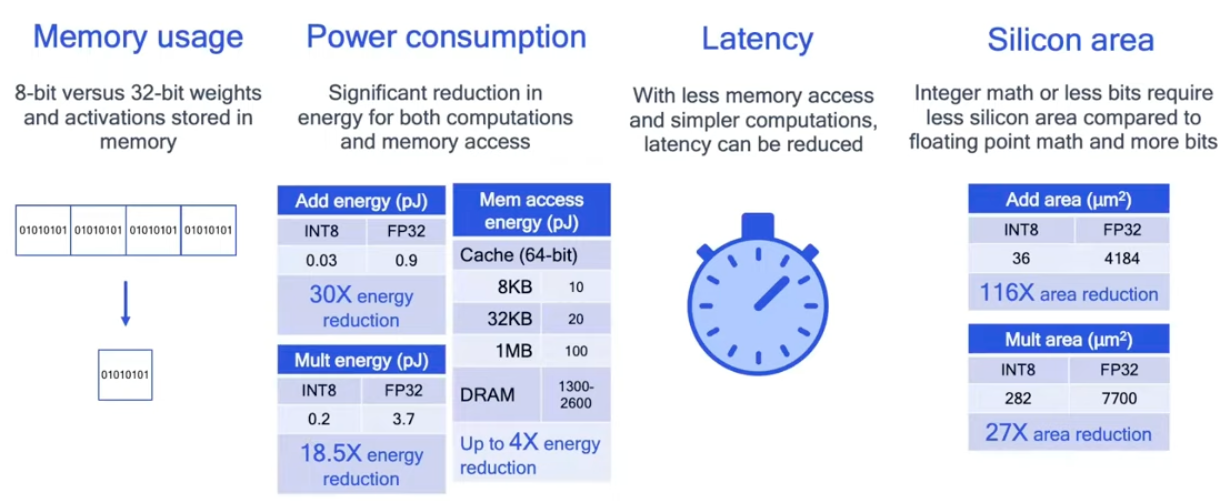 Memory usage
8-bit versus 32-bit weights
and activations stored in
memory
01010101 01010101 01010101 01010101
01010101
Power consumption
Significant reduction in
energy for both computations
and memory access
Add energy (pJ)
INT8 FP32
0.03 0.9
30X energy
reduction
Mult energy (pJ)
INT8 FP32
0.2 3.7
18.5X energy
reduction
Mem access
energy (pJ)
Cache (64-bit)
8KB 10
32KB 20
1MB 100
DRAM 1300-
2600
Up to 4X energy
reduction
Latency
With less memory access
and simpler computations,
latency can be reduced
Silicon area
Integer math or less bits require
less silicon area compared to
floating point math and more bits
Add area (µm²)
INT8 FP32
36 4184
116X area reduction
Mult area (µm²)
INT8 FP32
282 7700
27X area reduction